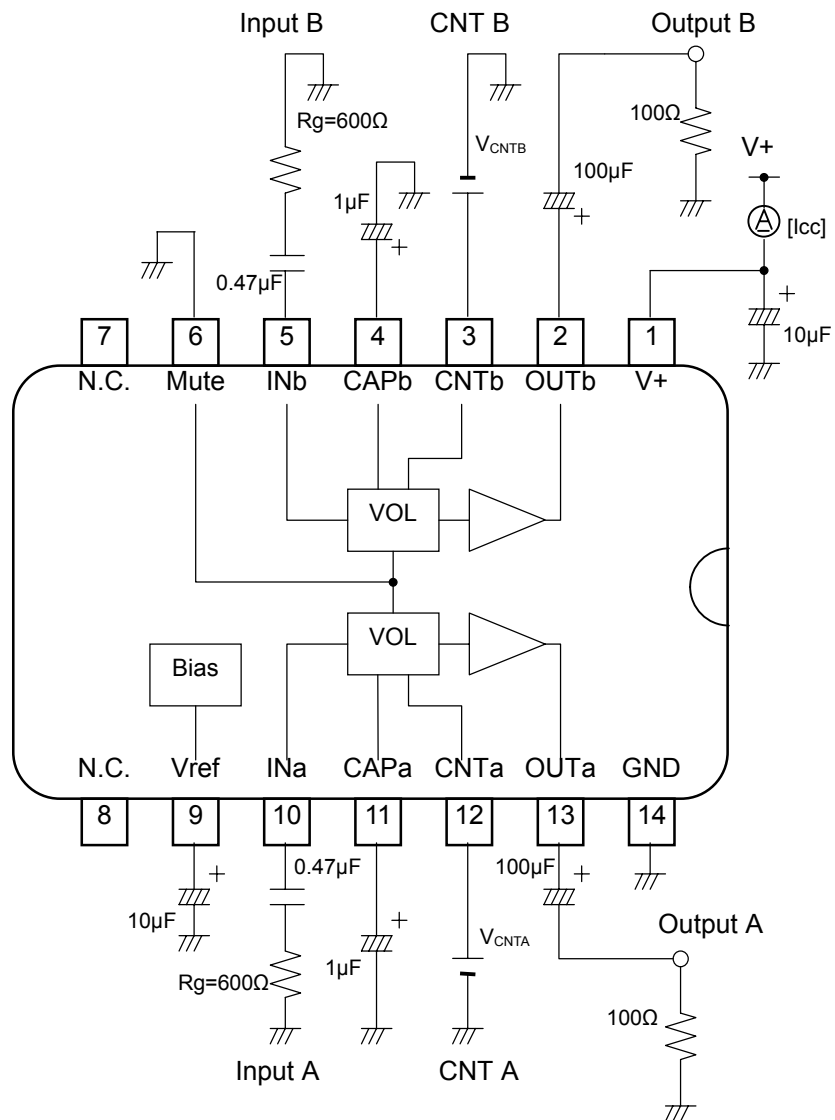 Input B
CNT B
Output B
Rg=600Ω
100Ω
V+
VCNTB
1µF
+
100µF
+
A
[Icc]
0.47µF
+
10µF
7
6
5
4
3
2
1
N.C.
Mute
INb
CAPb
CNTb
OUTb
V+
VOL
VOL
Bias
N.C.
Vref
INa
CAPa
CNTa
OUTa
GND
8
9
10
11
12
13
14
+
10µF
0.47µF
+
1µF
100µF
+
VCNTA
Output A
Rg=600Ω
100Ω
Input A
CNT A